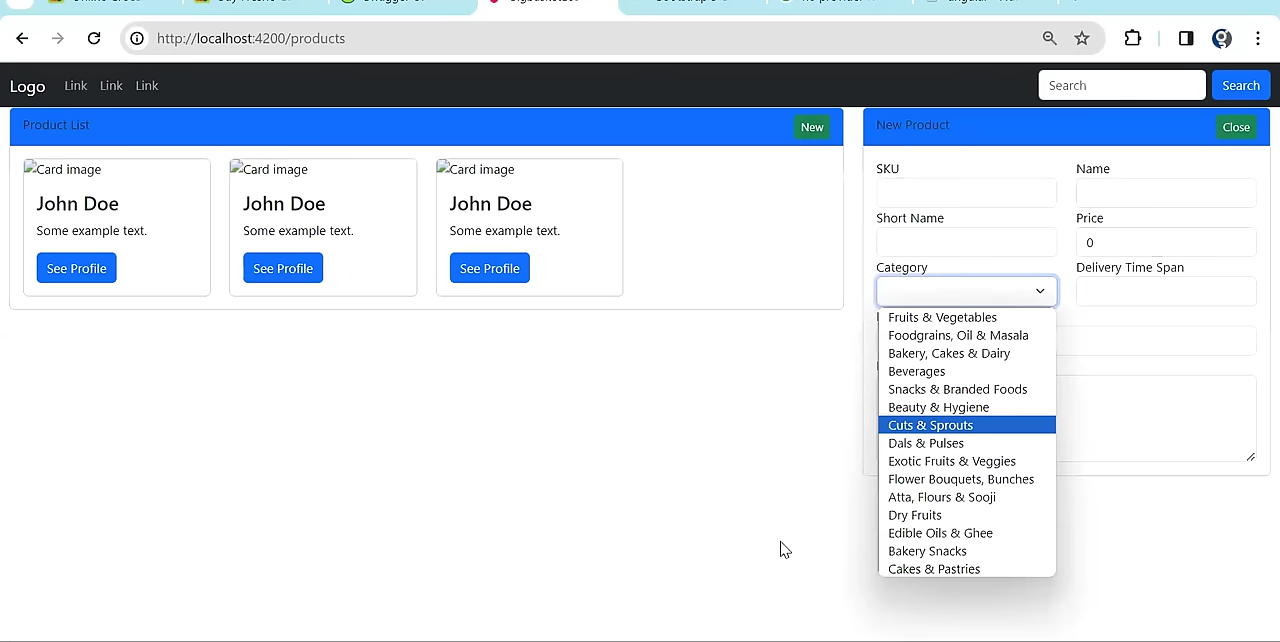 http://localhost:4200/products
Logo Link Link Link Search Search
Product List New
Card image Card image Card image
John Doe John Doe John Doe
Some example text. Some example text. Some example text.
See Profile See Profile See Profile
New Product Close
SKU Name
Short Name Price
0
Category Delivery Time Span
Fruits & Vegetables
Foodgrains, Oil & Masala
Bakery, Cakes & Dairy
Beverages
Snacks & Branded Foods
Beauty & Hygiene
Cuts & Sprouts
Dals & Pulses
Exotic Fruits & Veggies
Flower Bouquets, Bunches
Atta, Flours & Sooji
Dry Fruits
Edible Oils & Ghee
Bakery Snacks
Cakes & Pastries